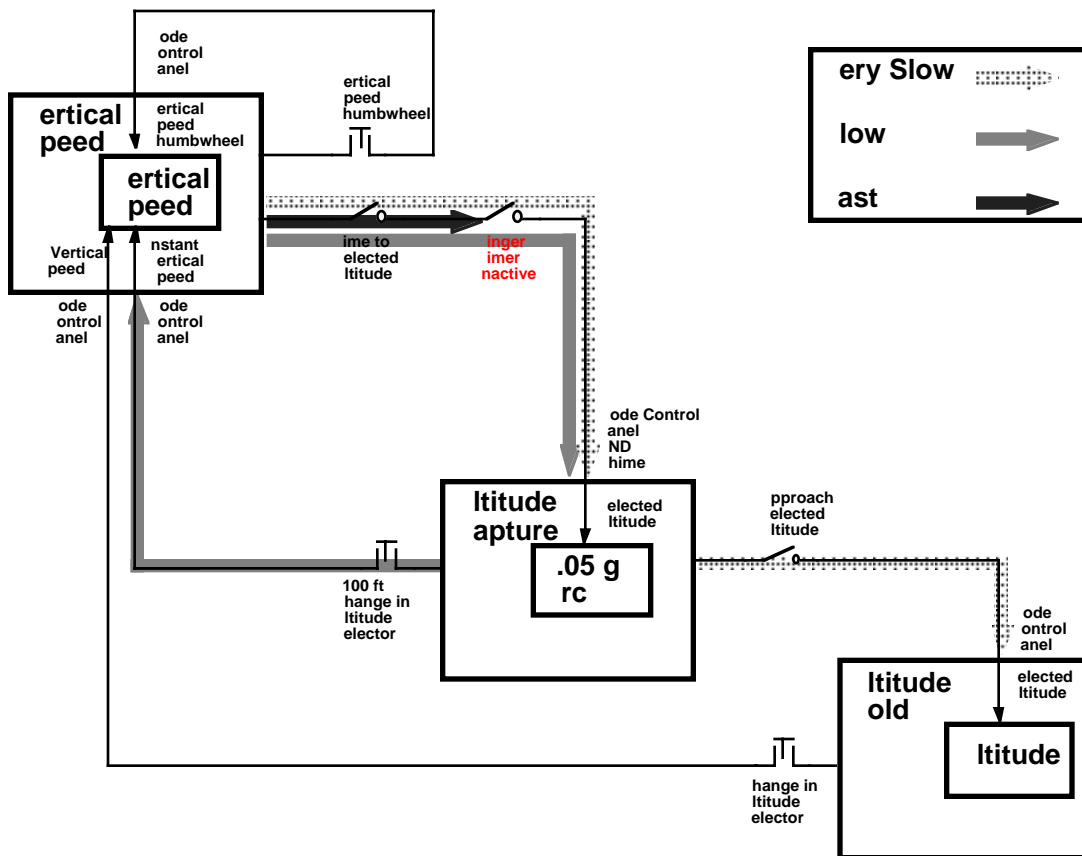 ode
ontrol
anel
ertical
peed
humbwheel
ertical
peed
ertical
peed
humbwheel
ertical
peed
Vertical
peed
nstant
ertical
peed
ode
ontrol
anel
ode
ontrol
anel
ime to
elected
ltitude
inger
imer
nactive
ery Slow
low
ast
ode Control
anel
ND
hime
ltitude
apture
elected
ltitude
.05 g
rc
100 ft
hange in
ltitude
elector
pproach
elected
ltitude
ode
ontrol
anel
ltitude
old
elected
ltitude
ltitude
hange in
ltitude
elector